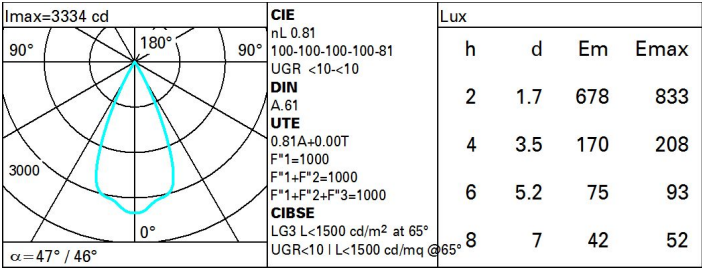 Imax=3334 cd
90°
180°
90°
3000
0°
α=47° / 46°
CIE
nL 0.81
100-100-100-100-81
UGR <10-<10
DIN
A.61
UTE
0.81A+0.00T
F"1=1000
F"1+F"2=1000
F"1+F"2+F"3=1000
CIBSE
LG3 L<1500 cd/m² at 65°
UGR<10 | L<1500 cd/mq @65°
Lux
h d Em Emax
2 1.7 678 833
4 3.5 170 208
6 5.2 75 93
8 7 42 52